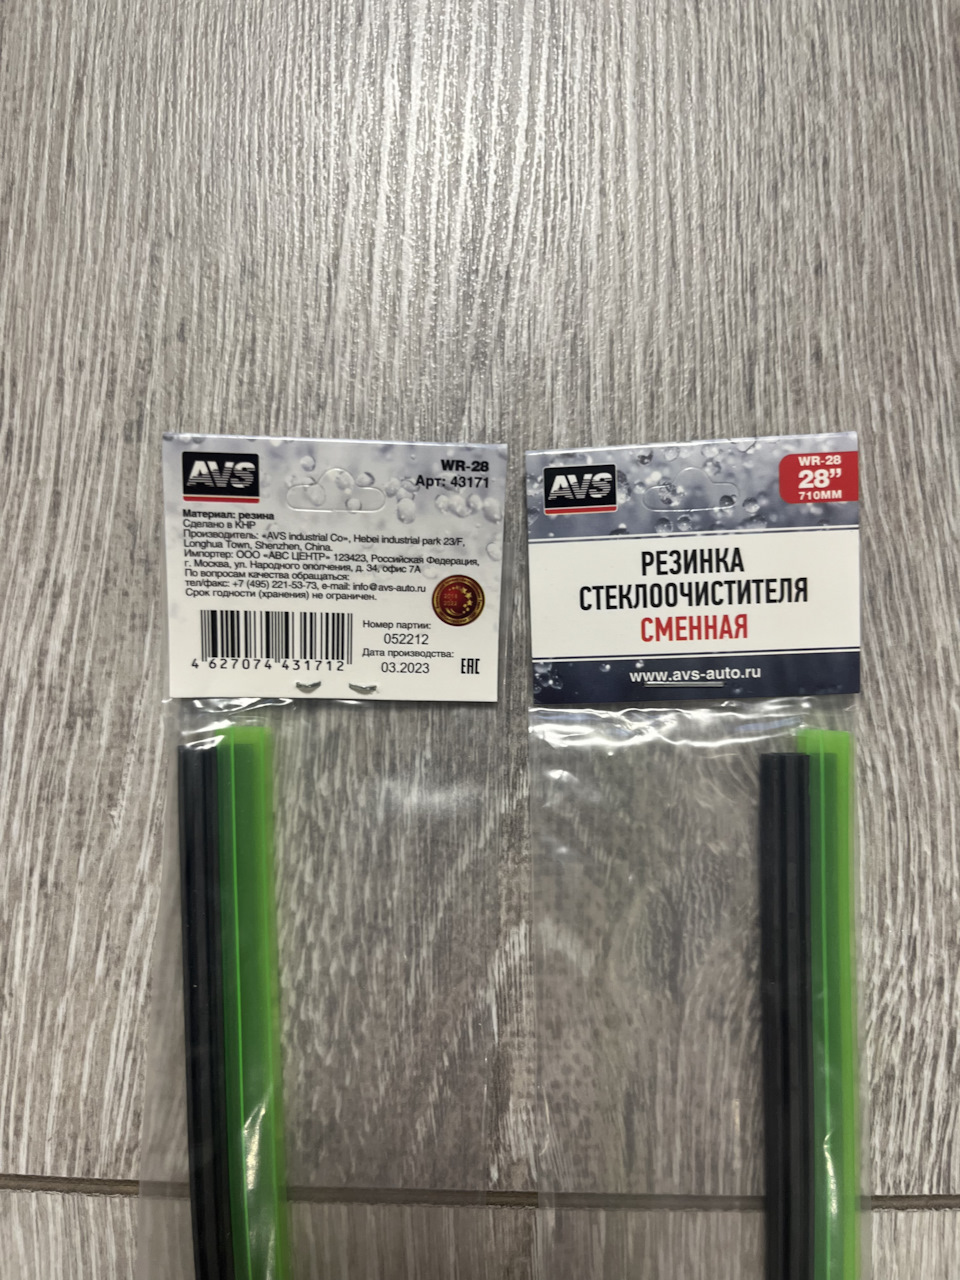 AVS
WR-28
Арт: 43171
Материал: резина
Сделано в КНР
Производитель: «AVS industrial Co», Hebei industrial park 23/F,
Longhua Town, Shenzhen, China.
Импортер: ООО «АВС ЦЕНТР» 123423, Российская Федерация,
г. Москва, ул. Народного ополчения, д. 34, офис 7А
По вопросам качества обращаться:
тел/факс: +7 (495) 221-53-73, e-mail: info@avs-auto.ru
Срок годности (хранения) не ограничен.
Номер партии:
052212
Дата производства:
03.2023
EAC
4 627074 431712
AVS
WR-28
28”
710ММ
РЕЗИНКА
СТЕКЛООЧИСТИТЕЛЯ
СМЕННАЯ
www.avs-auto.ru